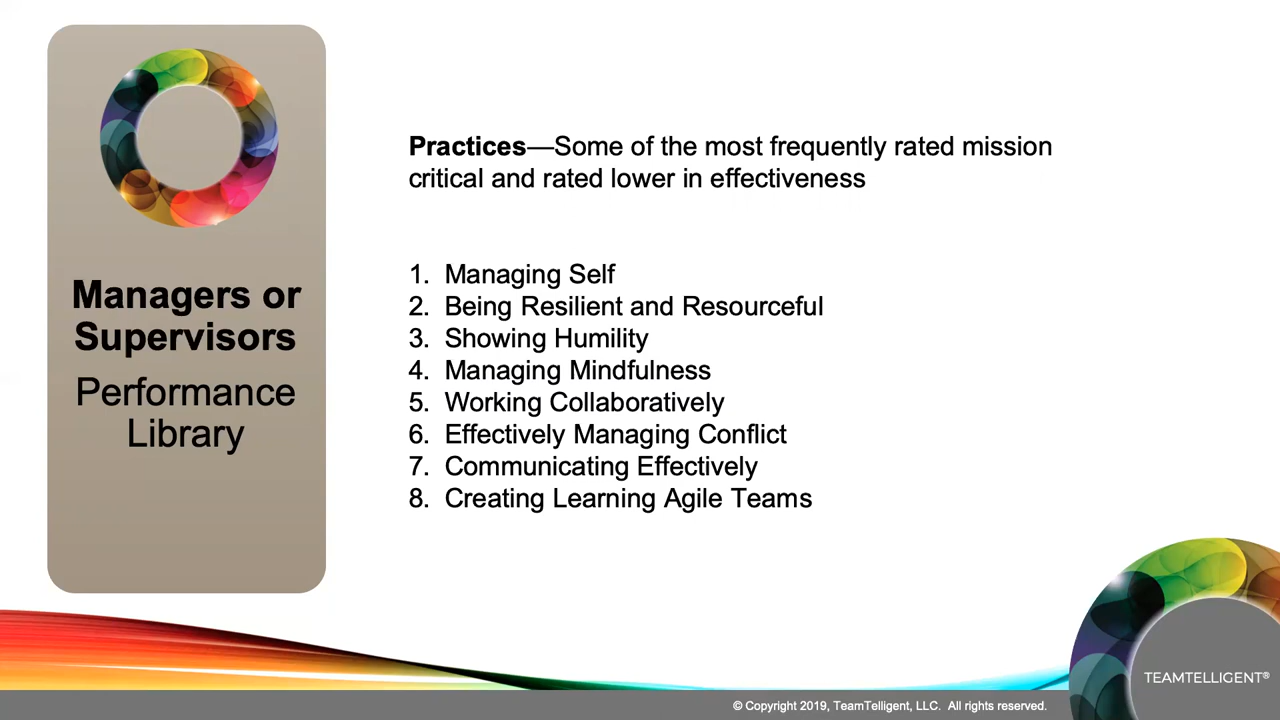 Managers or
Supervisors
Performance
Library
Practices—Some of the most frequently rated mission
critical and rated lower in effectiveness
1. Managing Self
2. Being Resilient and Resourceful
3. Showing Humility
4. Managing Mindfulness
5. Working Collaboratively
6. Effectively Managing Conflict
7. Communicating Effectively
8. Creating Learning Agile Teams
TEAMTELLIGENT®
© Copyright 2019, TeamTelligent, LLC. All rights reserved.